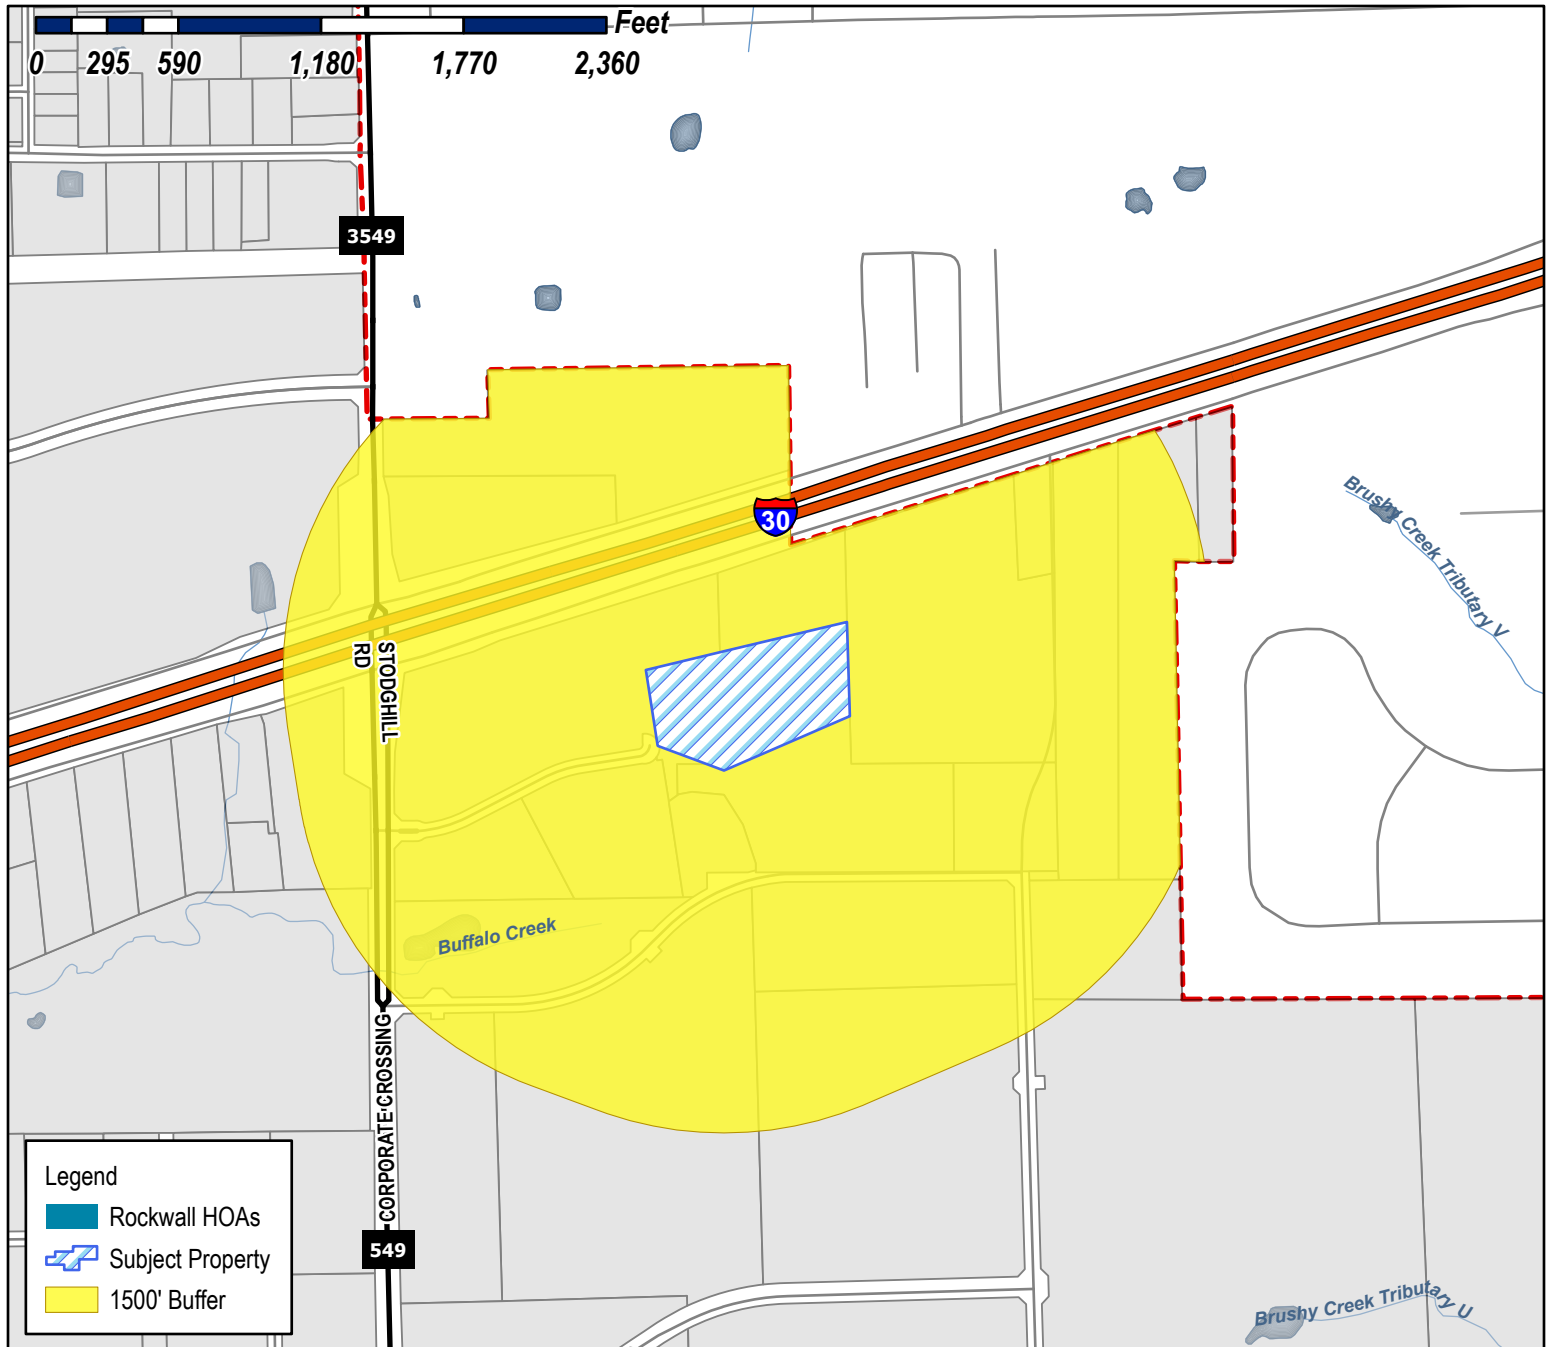 Feet
0 295 590 1,180 1,770 2,360
3549
30
Brushy Creek Tributary V
STODGHILL
RD
Buffalo Creek
CORPORATE CROSSING
549
Brushy Creek Tributary U
Legend
Rockwall HOAs
Subject Property
1500' Buffer